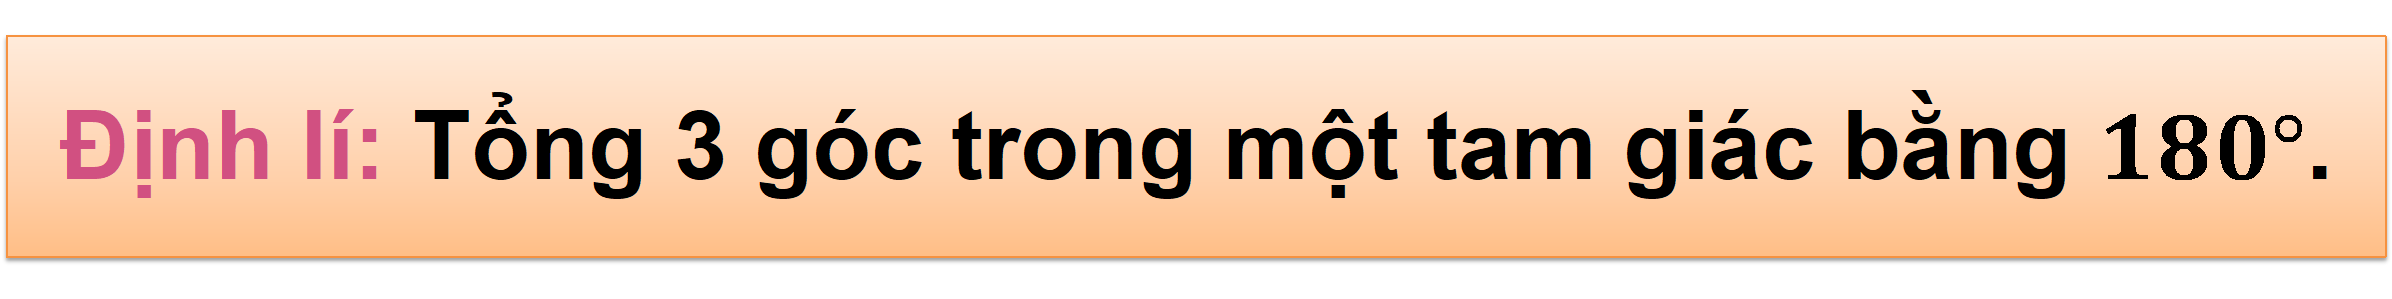 Định lí: Tổng 3 góc trong một tam giác bằng 180°.